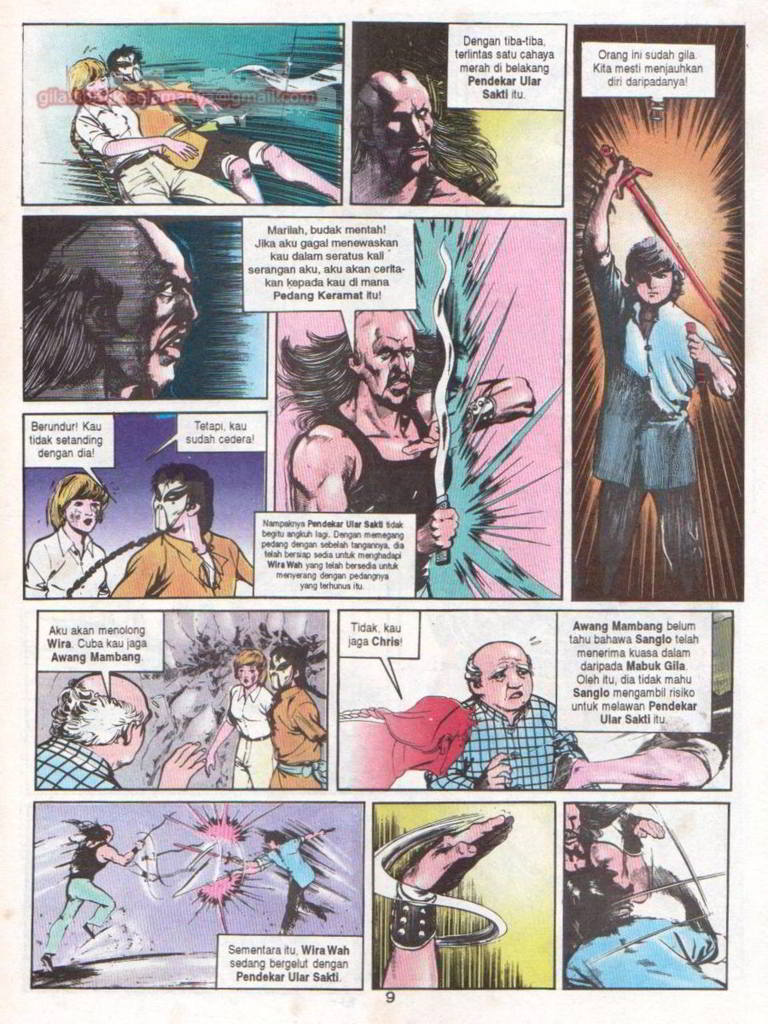 Dengan tiba-tiba,
terlintas satu cahaya
merah di belakang
Pendekar Ular
Sakti itu.
Orang ini sudah gila.
Kita mesti menjauhkan
diri daripadanya!
Marilah, budak mentah!
Jika aku gagal menewaskan
kau dalam seratus kali
serangan aku, aku akan cerita-
kan kepada kau di mana
Pedang Keramat itu!
Berundur! Kau
tidak setanding
dengan dia!
Tetapi, kau
sudah cedera!
Nampaknya Pendekar Ular Sakti tidak
begitu angkuh lagi. Dengan memegang
pedang dengan sebelah tangannya, dia
telah bersiap sedia untuk menghadapi
Wira Wah yang telah bersedia untuk
menyerang dengan pedangnya
yang terhunus itu.
Aku akan menolong
Wira. Cuba kau jaga
Awang Mambang.
Tidak, kau
jaga Chris!
Awang Mambang belum
tahu bahawa Sanglo telah
menerima kuasa dalam
daripada Mabuk Gila.
Oleh itu, dia tidak mahu
Sanglo mengambil risiko
untuk melawan Pendekar
Ular Sakti itu.
Sementara itu, Wira Wah
sedang bergelut dengan
Pendekar Ular Sakti.
9